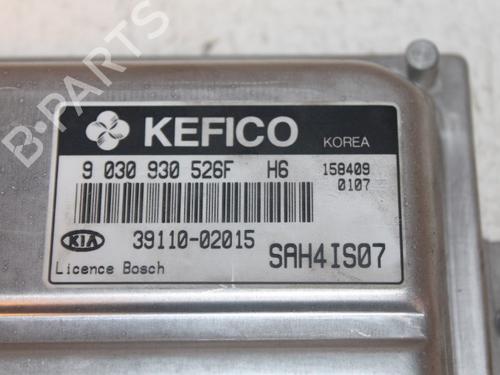 KEFICO KOREA
9 030 930 526F H6 158409
0107
KIA 39110-02015
Licence Bosch SAH4IS07
B-PARTS